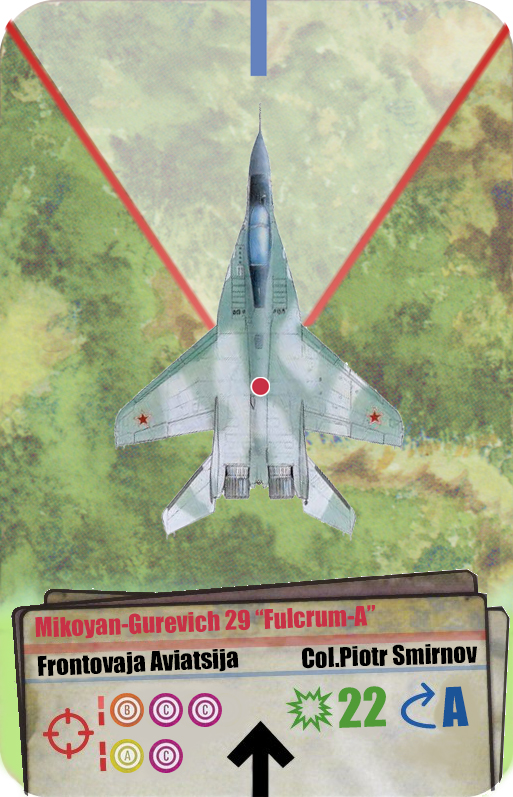 Mikoyan-Gurevich 29 “Fulcrum-A”
Frontovaja Aviatsija Col.Piotr Smirnov
B C C 22 A
A C